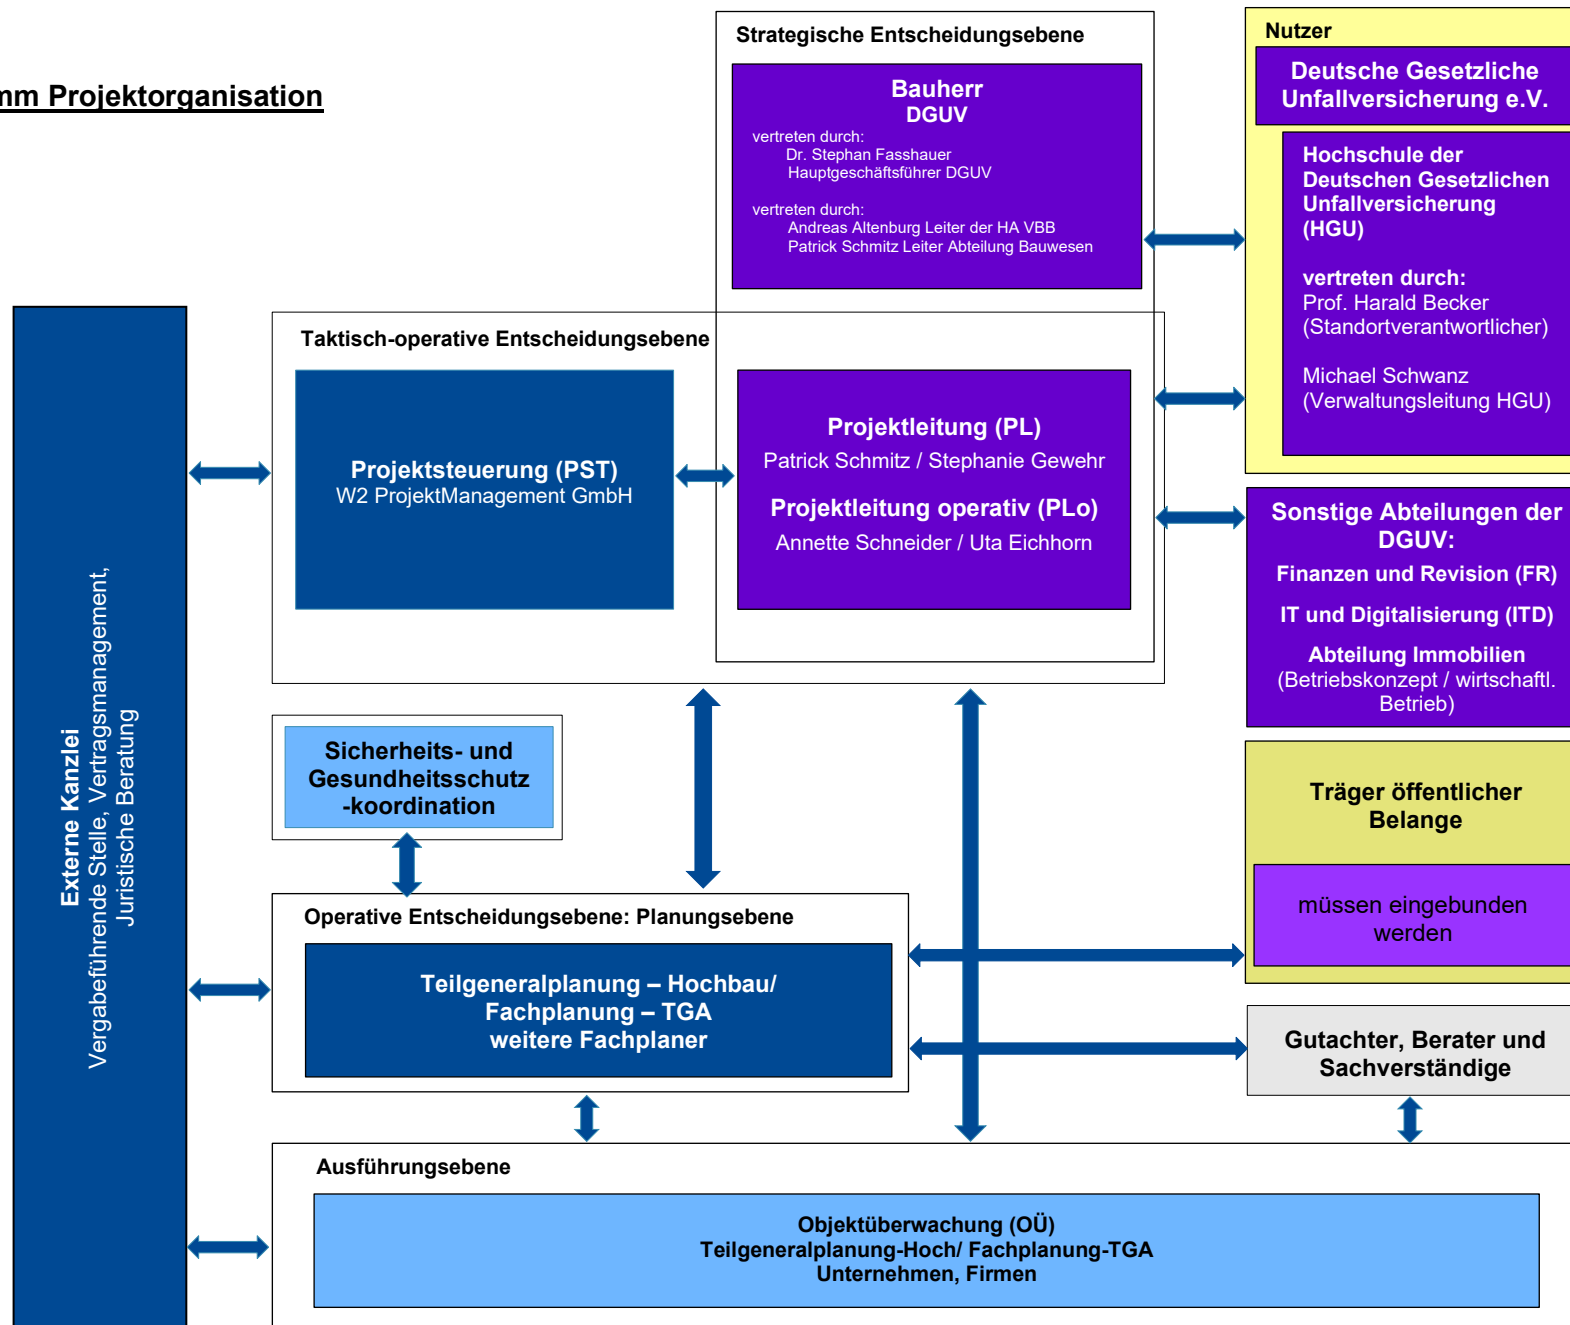 mm Projektorganisation
Strategische Entscheidungsebene
Bauherr
DGUV
vertreten durch:
Dr. Stephan Fasshauer
Hauptgeschäftsführer DGUV
vertreten durch:
Andreas Altenburg Leiter der HA VBB
Patrick Schmitz Leiter Abteilung Bauwesen
Nutzer
Deutsche Gesetzliche
Unfallversicherung e.V.
Hochschule der
Deutschen Gesetzlichen
Unfallversicherung
(HGU)
vertreten durch:
Prof. Harald Becker
(Standortverantwortlicher)
Michael Schwanz
(Verwaltungsleitung HGU)
Taktisch-operative Entscheidungsebene
Projektsteuerung (PST)
W2 ProjektManagement GmbH
Projektleitung (PL)
Patrick Schmitz / Stephanie Gewehr
Projektleitung operativ (PLo)
Annette Schneider / Uta Eichhorn
Sonstige Abteilungen der
DGUV:
Finanzen und Revision (FR)
IT und Digitalisierung (ITD)
Abteilung Immobilien
(Betriebskonzept / wirtschaftl.
Betrieb)
Externe Kanzlei
Vergabeführende Stelle, Vertragsmanagement,
Juristische Beratung
Sicherheits- und
Gesundheitsschutz
-koordination
Träger öffentlicher
Belange
müssen eingebunden
werden
Operative Entscheidungsebene: Planungsebene
Teilgeneralplanung – Hochbau/
Fachplanung – TGA
weitere Fachplaner
Gutachter, Berater und
Sachverständige
Ausführungsebene
Objektüberwachung (OÜ)
Teilgeneralplanung-Hoch/ Fachplanung-TGA
Unternehmen, Firmen